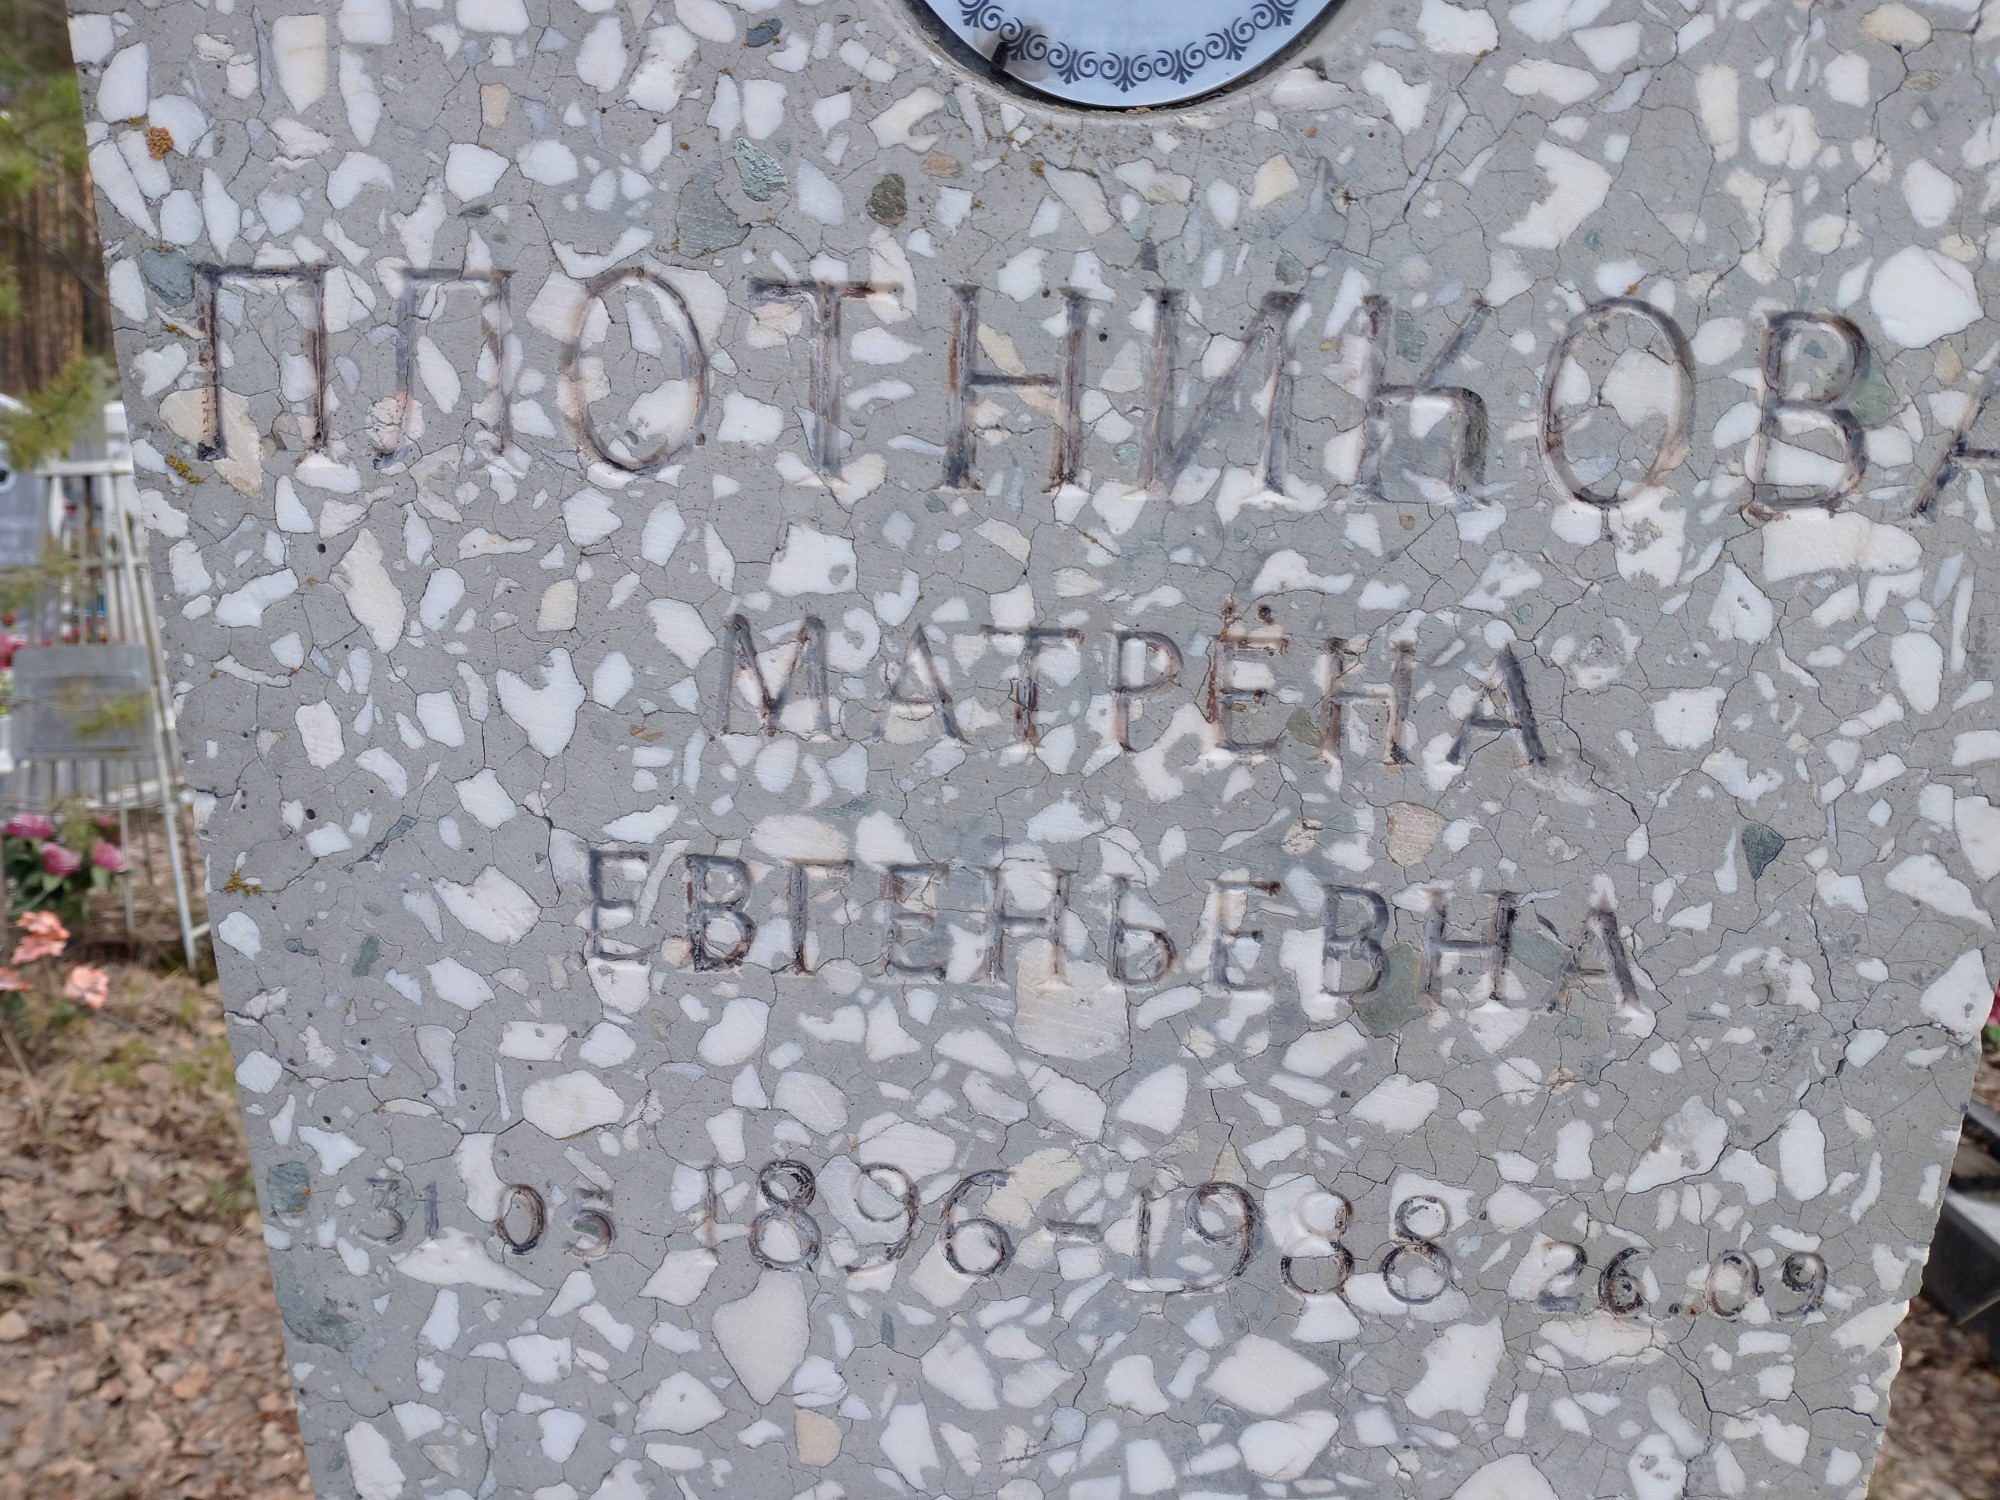 ПЛОТНИКОВА
МАТРЁНА
ЕВГЕНЬЕВНА
31 05 1896-1988 26.09